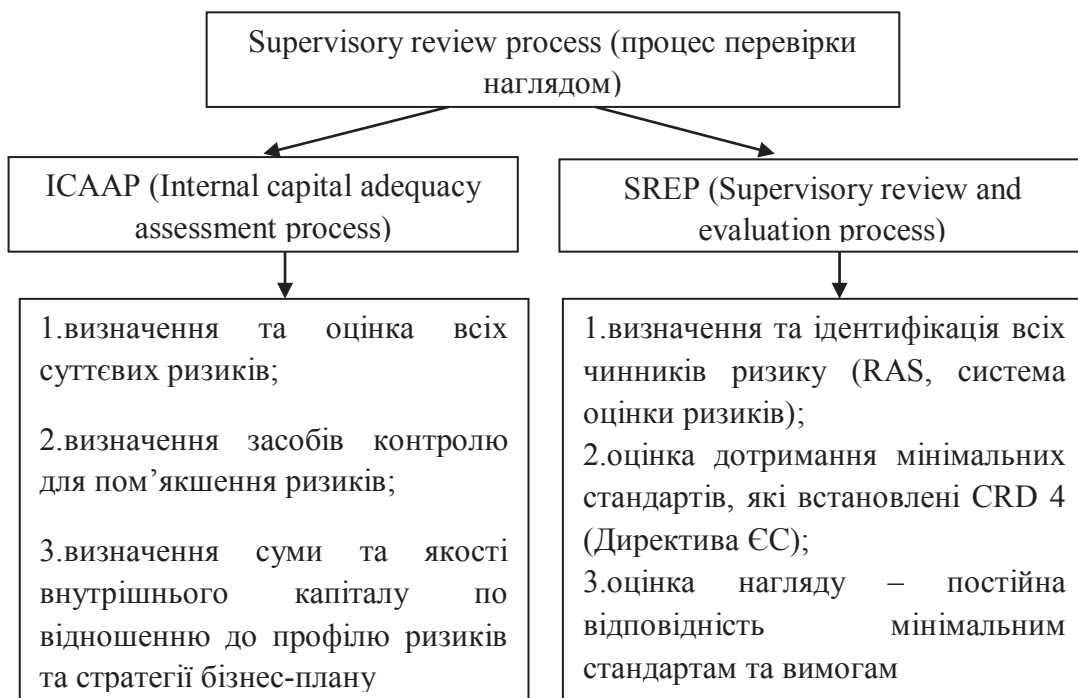 Supervisory review process (процес перевірки
наглядом)
ICAAP (Internal capital adequacy
assessment process)
SREP (Supervisory review and
evaluation process)
1.визначення та оцінка всіх
суттєвих ризиків;
2.визначення засобів контролю
для пом’якшення ризиків;
3.визначення суми та якості
внутрішнього капіталу по
відношенню до профілю ризиків
та стратегії бізнес-плану
1.визначення та ідентифікація всіх
чинників ризику (RAS, система
оцінки ризиків);
2.оцінка дотримання мінімальних
стандартів, які встановлені CRD 4
(Директива ЄС);
3.оцінка нагляду – постійна
відповідність мінімальним
стандартам та вимогам